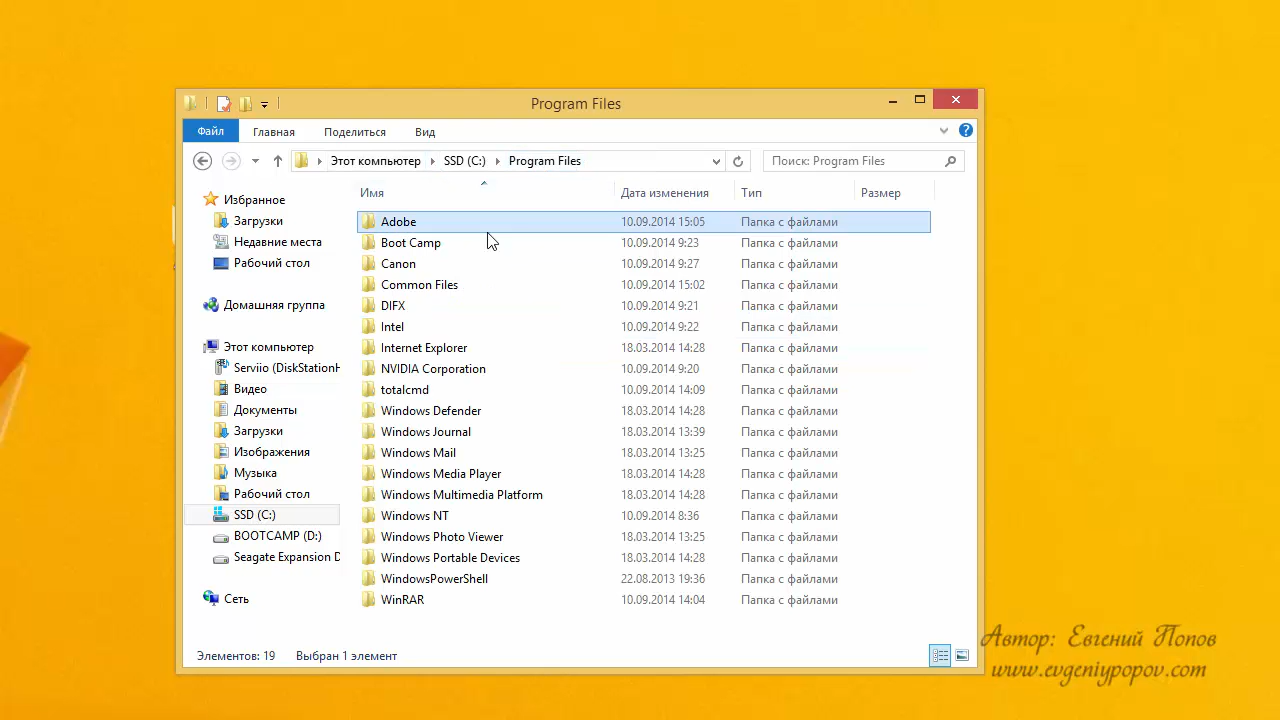 Program Files
Файл Главная Поделиться Вид
Этот компьютер SSD (C:) Program Files Поиск: Program Files
Избранное
Загрузки
Недавние места
Рабочий стол
Домашняя группа
Этот компьютер
Serviio (DiskStationH
Видео
Документы
Загрузки
Изображения
Музыка
Рабочий стол
SSD (C:)
BOOTCAMP (D:)
Seagate Expansion D
Сеть
Имя Дата изменения Тип Размер
Adobe 10.09.2014 15:05 Папка с файлами
Boot Camp 10.09.2014 9:23 Папка с файлами
Canon 10.09.2014 9:27 Папка с файлами
Common Files 10.09.2014 15:02 Папка с файлами
DIFX 10.09.2014 9:21 Папка с файлами
Intel 10.09.2014 9:22 Папка с файлами
Internet Explorer 18.03.2014 14:28 Папка с файлами
NVIDIA Corporation 10.09.2014 9:20 Папка с файлами
totalcmd 10.09.2014 14:09 Папка с файлами
Windows Defender 18.03.2014 14:28 Папка с файлами
Windows Journal 18.03.2014 13:39 Папка с файлами
Windows Mail 18.03.2014 13:25 Папка с файлами
Windows Media Player 18.03.2014 14:28 Папка с файлами
Windows Multimedia Platform 18.03.2014 14:28 Папка с файлами
Windows NT 10.09.2014 8:36 Папка с файлами
Windows Photo Viewer 18.03.2014 13:25 Папка с файлами
Windows Portable Devices 18.03.2014 14:28 Папка с файлами
WindowsPowerShell 22.08.2013 19:36 Папка с файлами
WinRAR 10.09.2014 14:04 Папка с файлами
Элементов: 19 Выбран 1 элемент
Автор: Евгений Попов
www.evgeniypopov.com